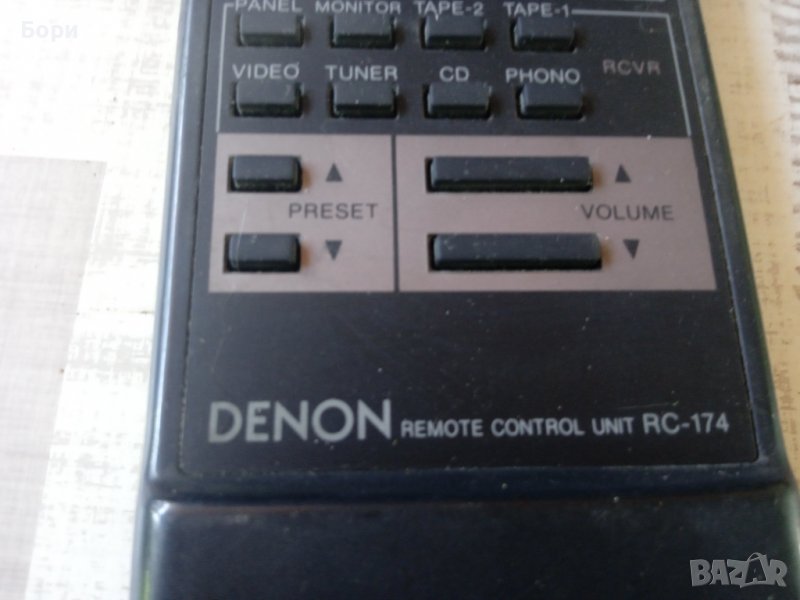 Бори
PANEL MONITOR TAPE-2 TAPE-1
VIDEO TUNER CD PHONO RCVR
▲ ▲
PRESET VOLUME
▼ ▼
DENON REMOTE CONTROL UNIT RC-174
BAZAR